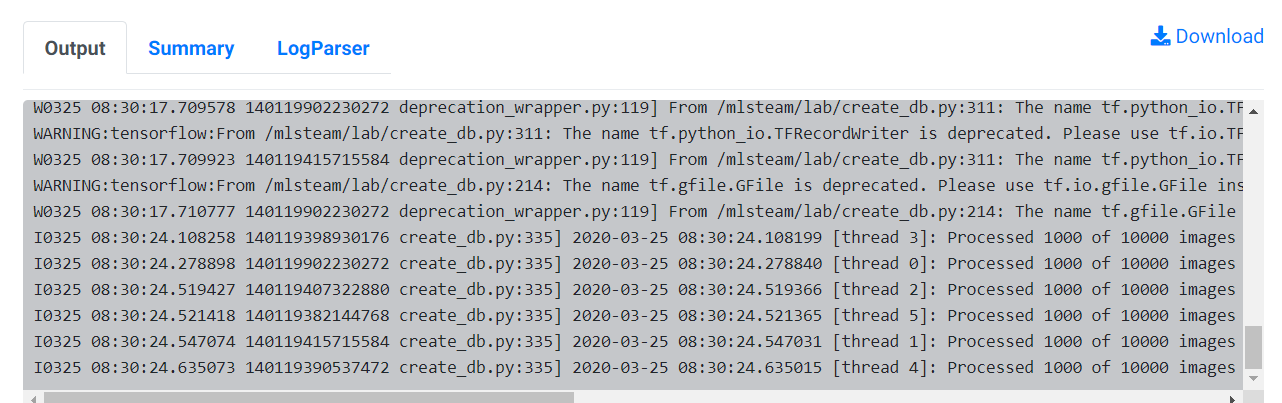 Output Summary LogParser Download
W0325 08:30:17.709578 140119902230272 deprecation_wrapper.py:119] From /mlsteam/lab/create_db.py:311: The name tf.python_io.TF
WARNING:tensorflow:From /mlsteam/lab/create_db.py:311: The name tf.python_io.TFRecordWriter is deprecated. Please use tf.io.TF
W0325 08:30:17.709923 140119415715584 deprecation_wrapper.py:119] From /mlsteam/lab/create_db.py:311: The name tf.python_io.TF
WARNING:tensorflow:From /mlsteam/lab/create_db.py:214: The name tf.gfile.GFile is deprecated. Please use tf.io.gfile.GFile ins
W0325 08:30:17.710777 140119902230272 deprecation_wrapper.py:119] From /mlsteam/lab/create_db.py:214: The name tf.gfile.GFile
I0325 08:30:24.108258 140119398930176 create_db.py:335] 2020-03-25 08:30:24.108199 [thread 3]: Processed 1000 of 10000 images
I0325 08:30:24.278898 140119902230272 create_db.py:335] 2020-03-25 08:30:24.278840 [thread 0]: Processed 1000 of 10000 images
I0325 08:30:24.519427 140119407322880 create_db.py:335] 2020-03-25 08:30:24.519366 [thread 2]: Processed 1000 of 10000 images
I0325 08:30:24.521418 140119382144768 create_db.py:335] 2020-03-25 08:30:24.521365 [thread 5]: Processed 1000 of 10000 images
I0325 08:30:24.547074 140119415715584 create_db.py:335] 2020-03-25 08:30:24.547031 [thread 1]: Processed 1000 of 10000 images
I0325 08:30:24.635073 140119390537472 create_db.py:335] 2020-03-25 08:30:24.635015 [thread 4]: Processed 1000 of 10000 images